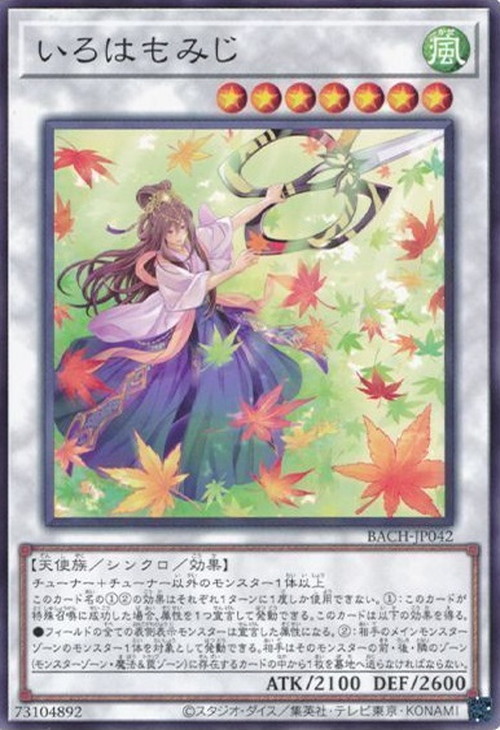 いろはもみじ
風
【天使族／シンクロ／効果】
チューナー＋チューナー以外のモンスター1体以上
このカード名の①②の効果はそれぞれ1ターンに1度しか使用できない。①：このカードが
特殊召喚に成功した場合、属性を1つ宣言して発動できる。このカードは以下の効果を得る。
●フィールドの全ての表側表示モンスターは宣言した属性になる。②：相手のメインモンスター
ゾーンのモンスター1体を対象として発動できる。相手はそのモンスターの前・後・隣のゾーン
(モンスターゾーン・魔法＆罠ゾーン)に存在するカードの中から1枚を墓地へ送らなければならない。
BACH-JP042
ATK/2100 DEF/2600
73104892
©スタジオ・ダイス／集英社・テレビ東京・KONAMI